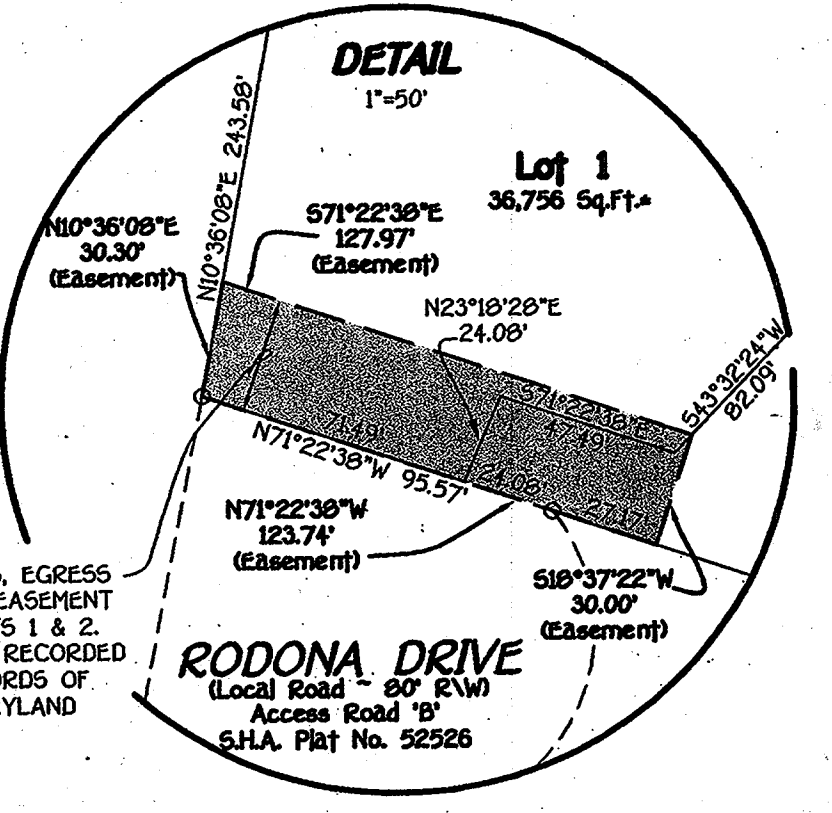 DETAIL
1"=50'
Lot 1
36,756 Sq.Ft.±
N10°36'08"E 243.58'
N10°36'08"E
30.30'
(Easement)
S71°22'38"E
127.97'
(Easement)
N23°18'28"E
24.08'
S43°32'24"W
82.09'
S71°22'38"E
47.49'
71.49'
N71°22'38"W 95.57'
24.08'
27.17'
N71°22'38"W
123.74'
(Easement)
S18°37'22"W
30.00'
(Easement)
, EGRESS
EASEMENT
S 1 & 2.
RECORDED
RDS OF
YLAND
RODONA DRIVE
(Local Road ~ 80' R\W)
Access Road 'B'
S.H.A. Plat No. 52526